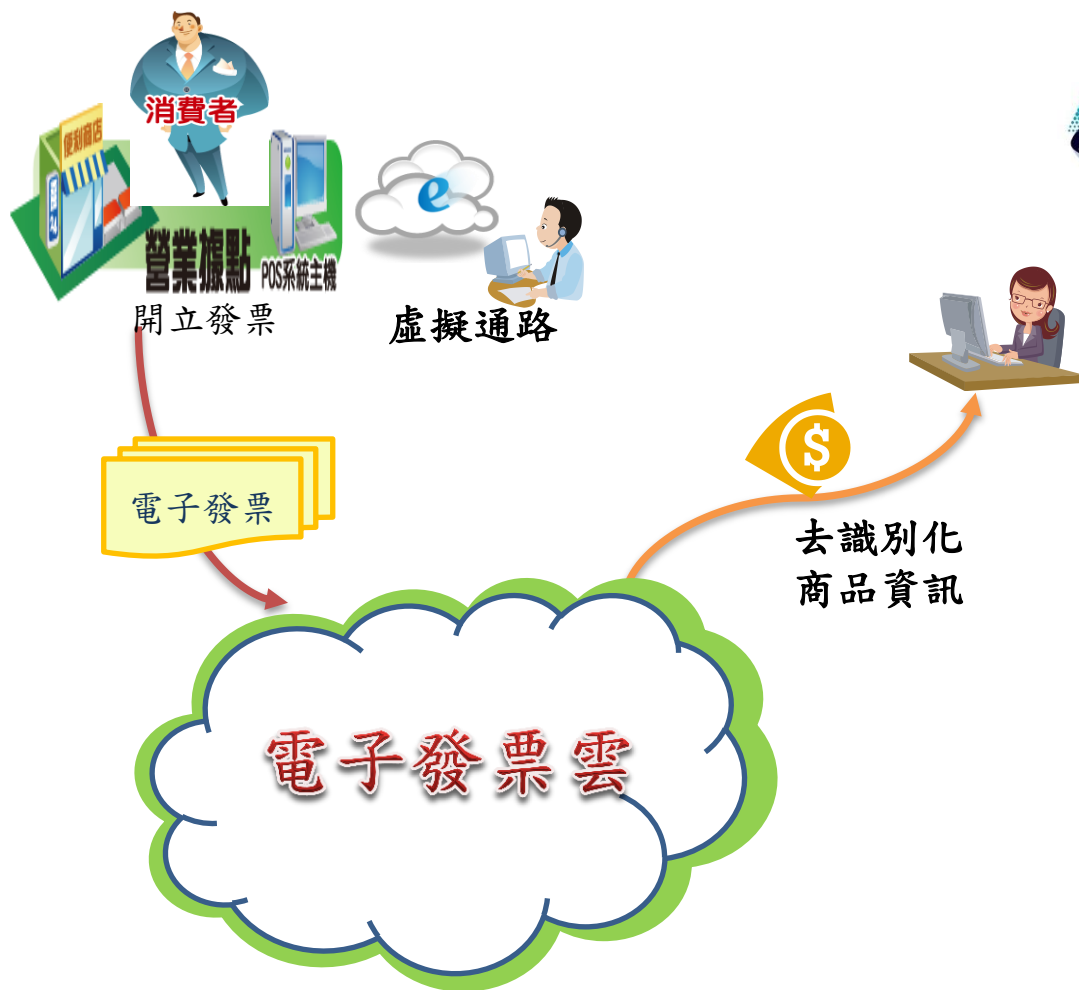 消費者
便利商店
營業據點
POS系統主機
開立發票
e
虛擬通路
電子發票
$
去識別化
商品資訊
電子發票雲